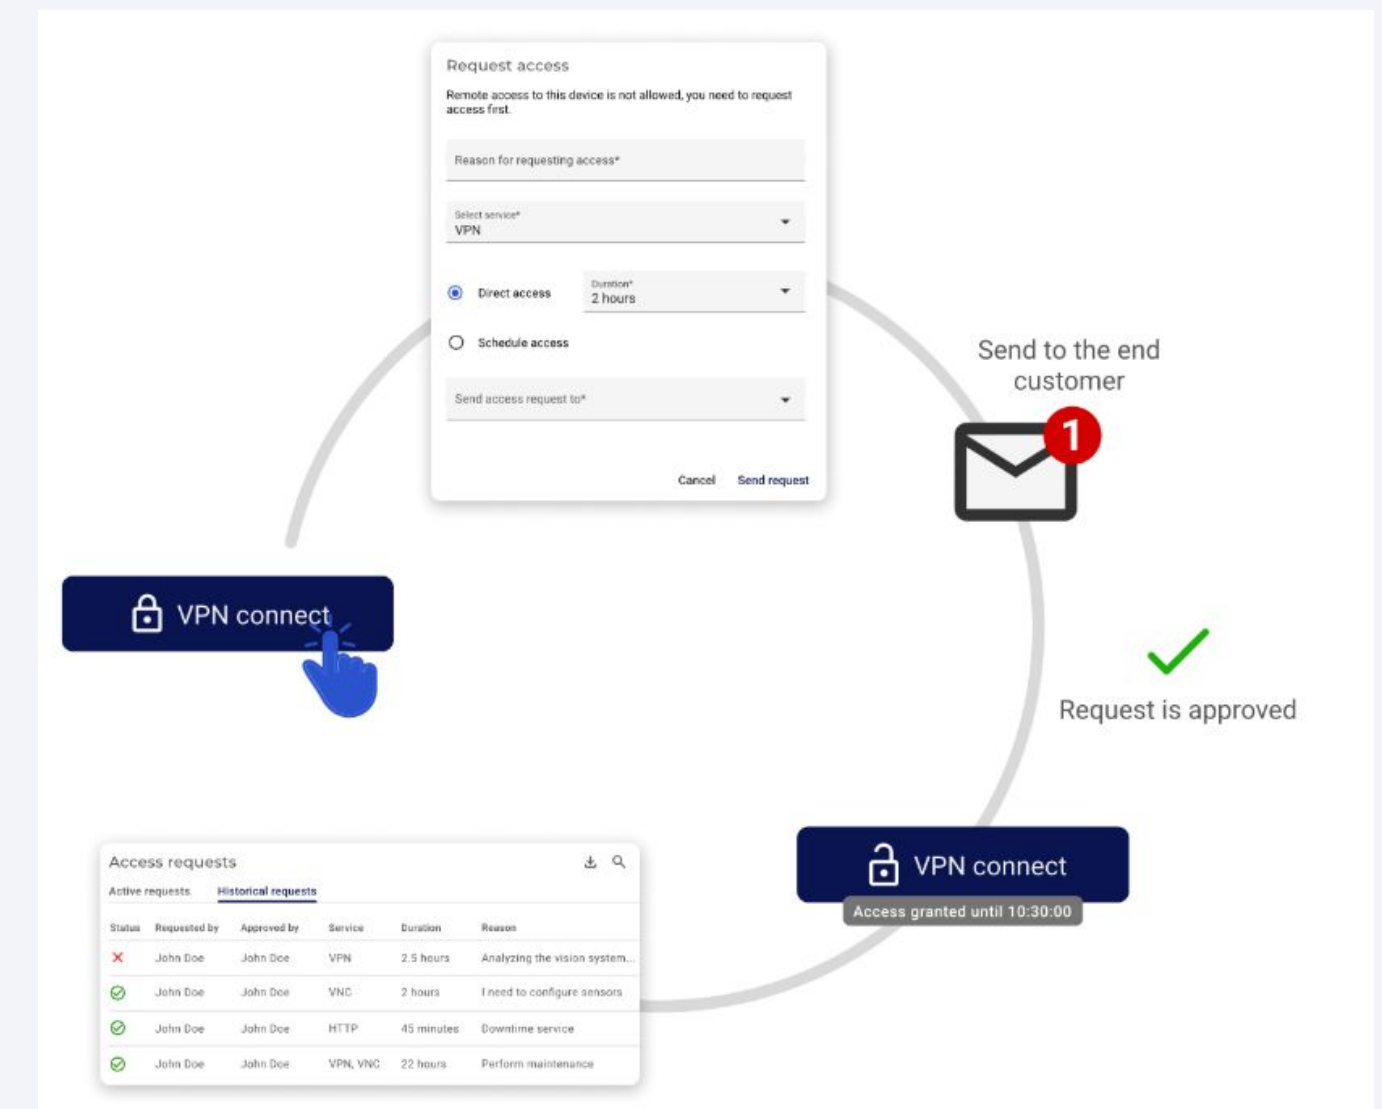 Request access
Remote access to this device is not allowed, you need to request
access first.
Reason for requesting access*
Select service*
VPN
Direct access
Duration*
2 hours
Schedule access
Send access request to*
Cancel Send request
Send to the end
customer
1
VPN connect
Request is approved
VPN connect
Access granted until 10:30:00
Access requests
Active requests Historical requests
Status Requested by Approved by Service Duration Reason
John Doe John Doe VPN 2.5 hours Analyzing the vision system...
John Doe John Doe VNC 2 hours I need to configure sensors
John Doe John Doe HTTP 45 minutes Downtime service
John Doe John Doe VPN, VNC 22 hours Perform maintenance